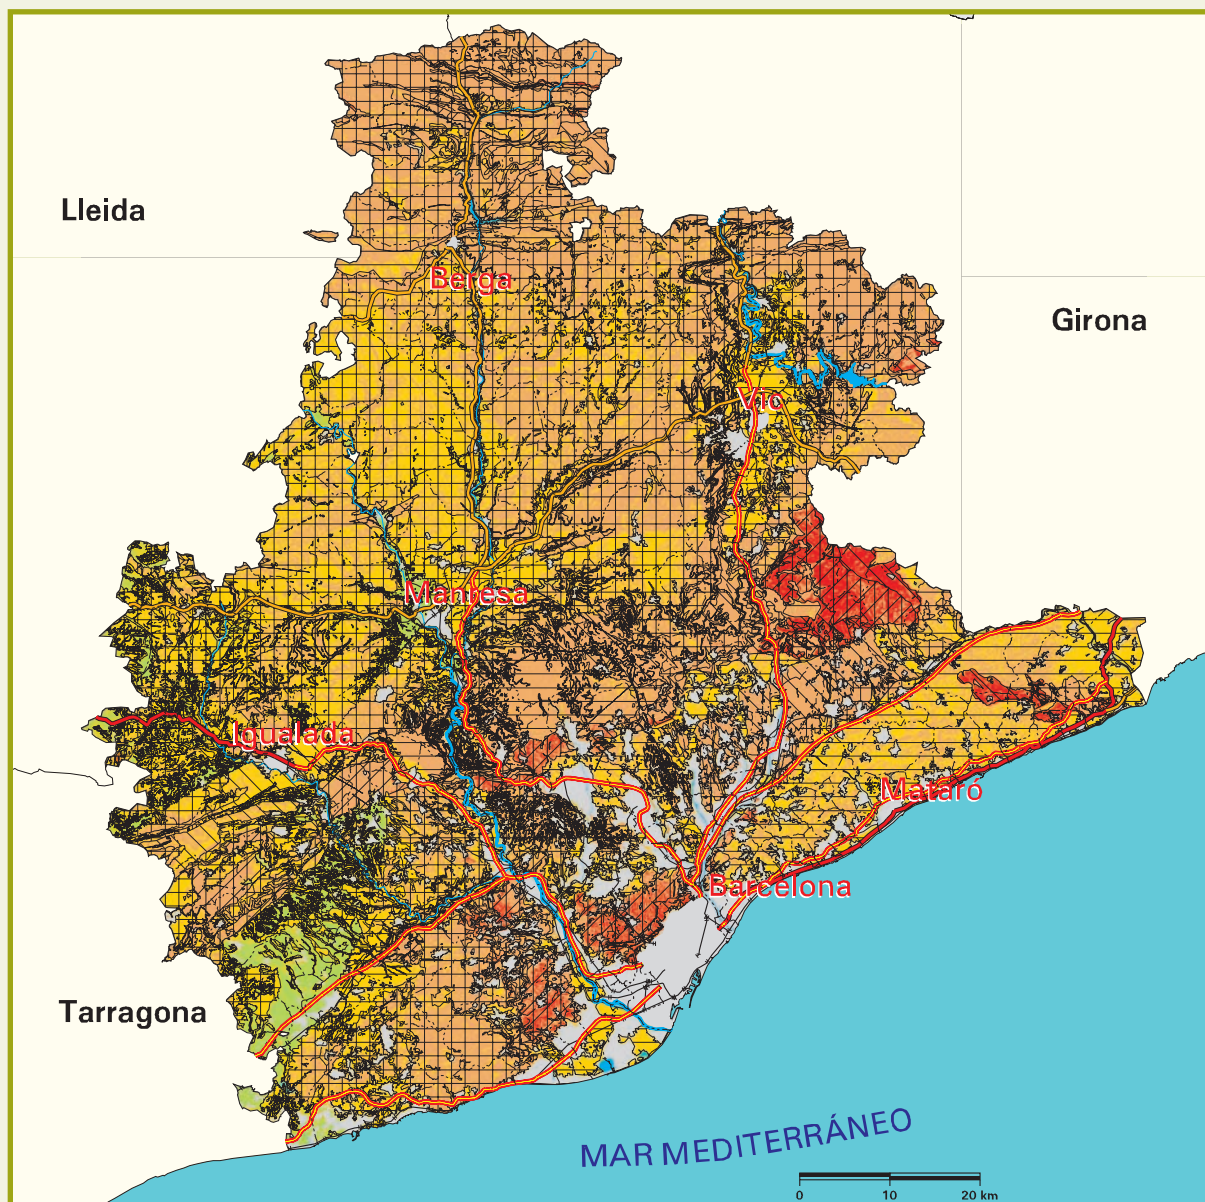 Lleida
Berga
Girona
Vic
Manresa
Igualada
Mataró
Barcelona
Tarragona
MAR MEDITERRÁNEO
0 10 20 km